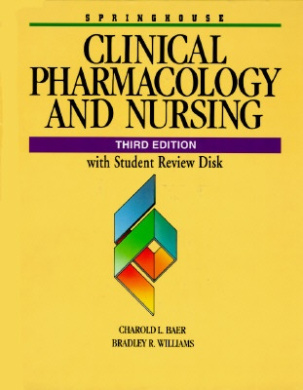 SPRINGHOUSE
CLINICAL
PHARMACOLOGY
AND NURSING
THIRD EDITION
with Student Review Disk
CHAROLD L. BAER
BRADLEY R. WILLIAMS